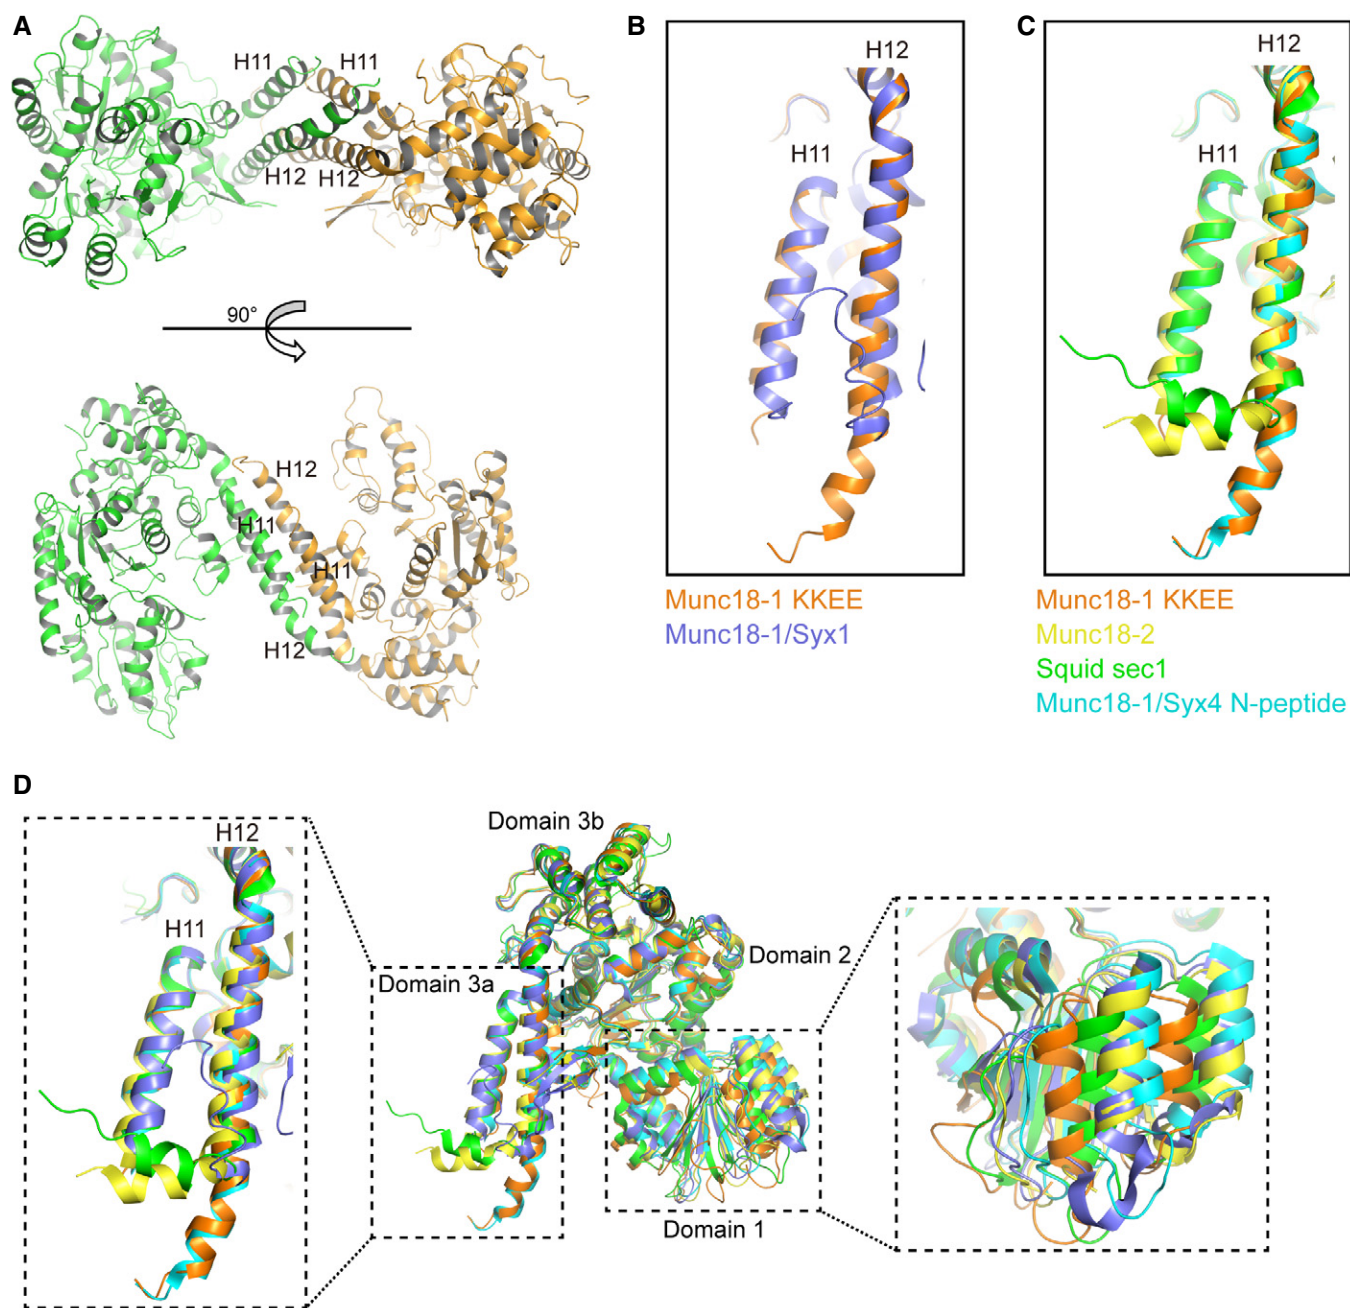 A
H11
H11
H12
H12
90°
H12
H11
H11
H12
B
H12
H11
Munc18-1 KKEE
Munc18-1/Syx1
C
H12
H11
Munc18-1 KKEE
Munc18-2
Squid sec1
Munc18-1/Syx4 N-peptide
D
H12
H11
Domain 3b
Domain 2
Domain 3a
Domain 1